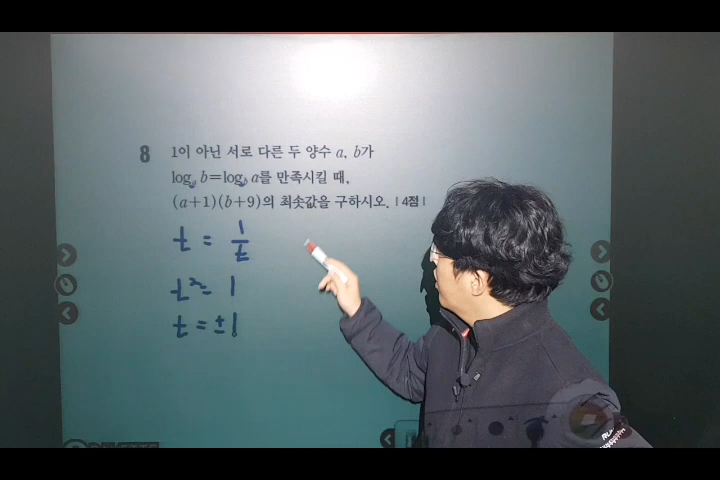 8 1이 아닌 서로 다른 두 양수 a, b가
logₐ b=log_b a를 만족시킬 때,
(a+1)(b+9)의 최솟값을 구하시오. | 4점 |
t = 1/t
t²= 1
t = ±1